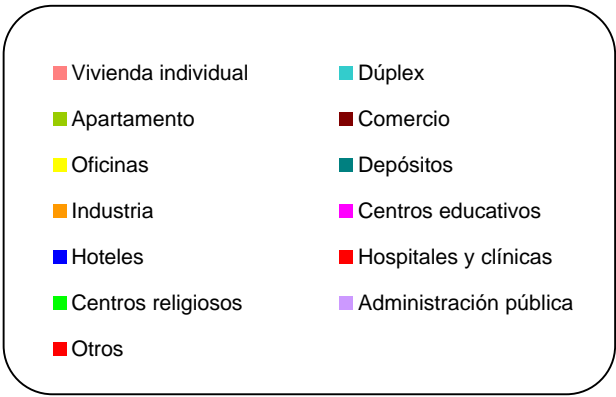 Vivienda individual Dúplex
Apartamento Comercio
Oficinas Depósitos
Industria Centros educativos
Hoteles Hospitales y clínicas
Centros religiosos Administración pública
Otros